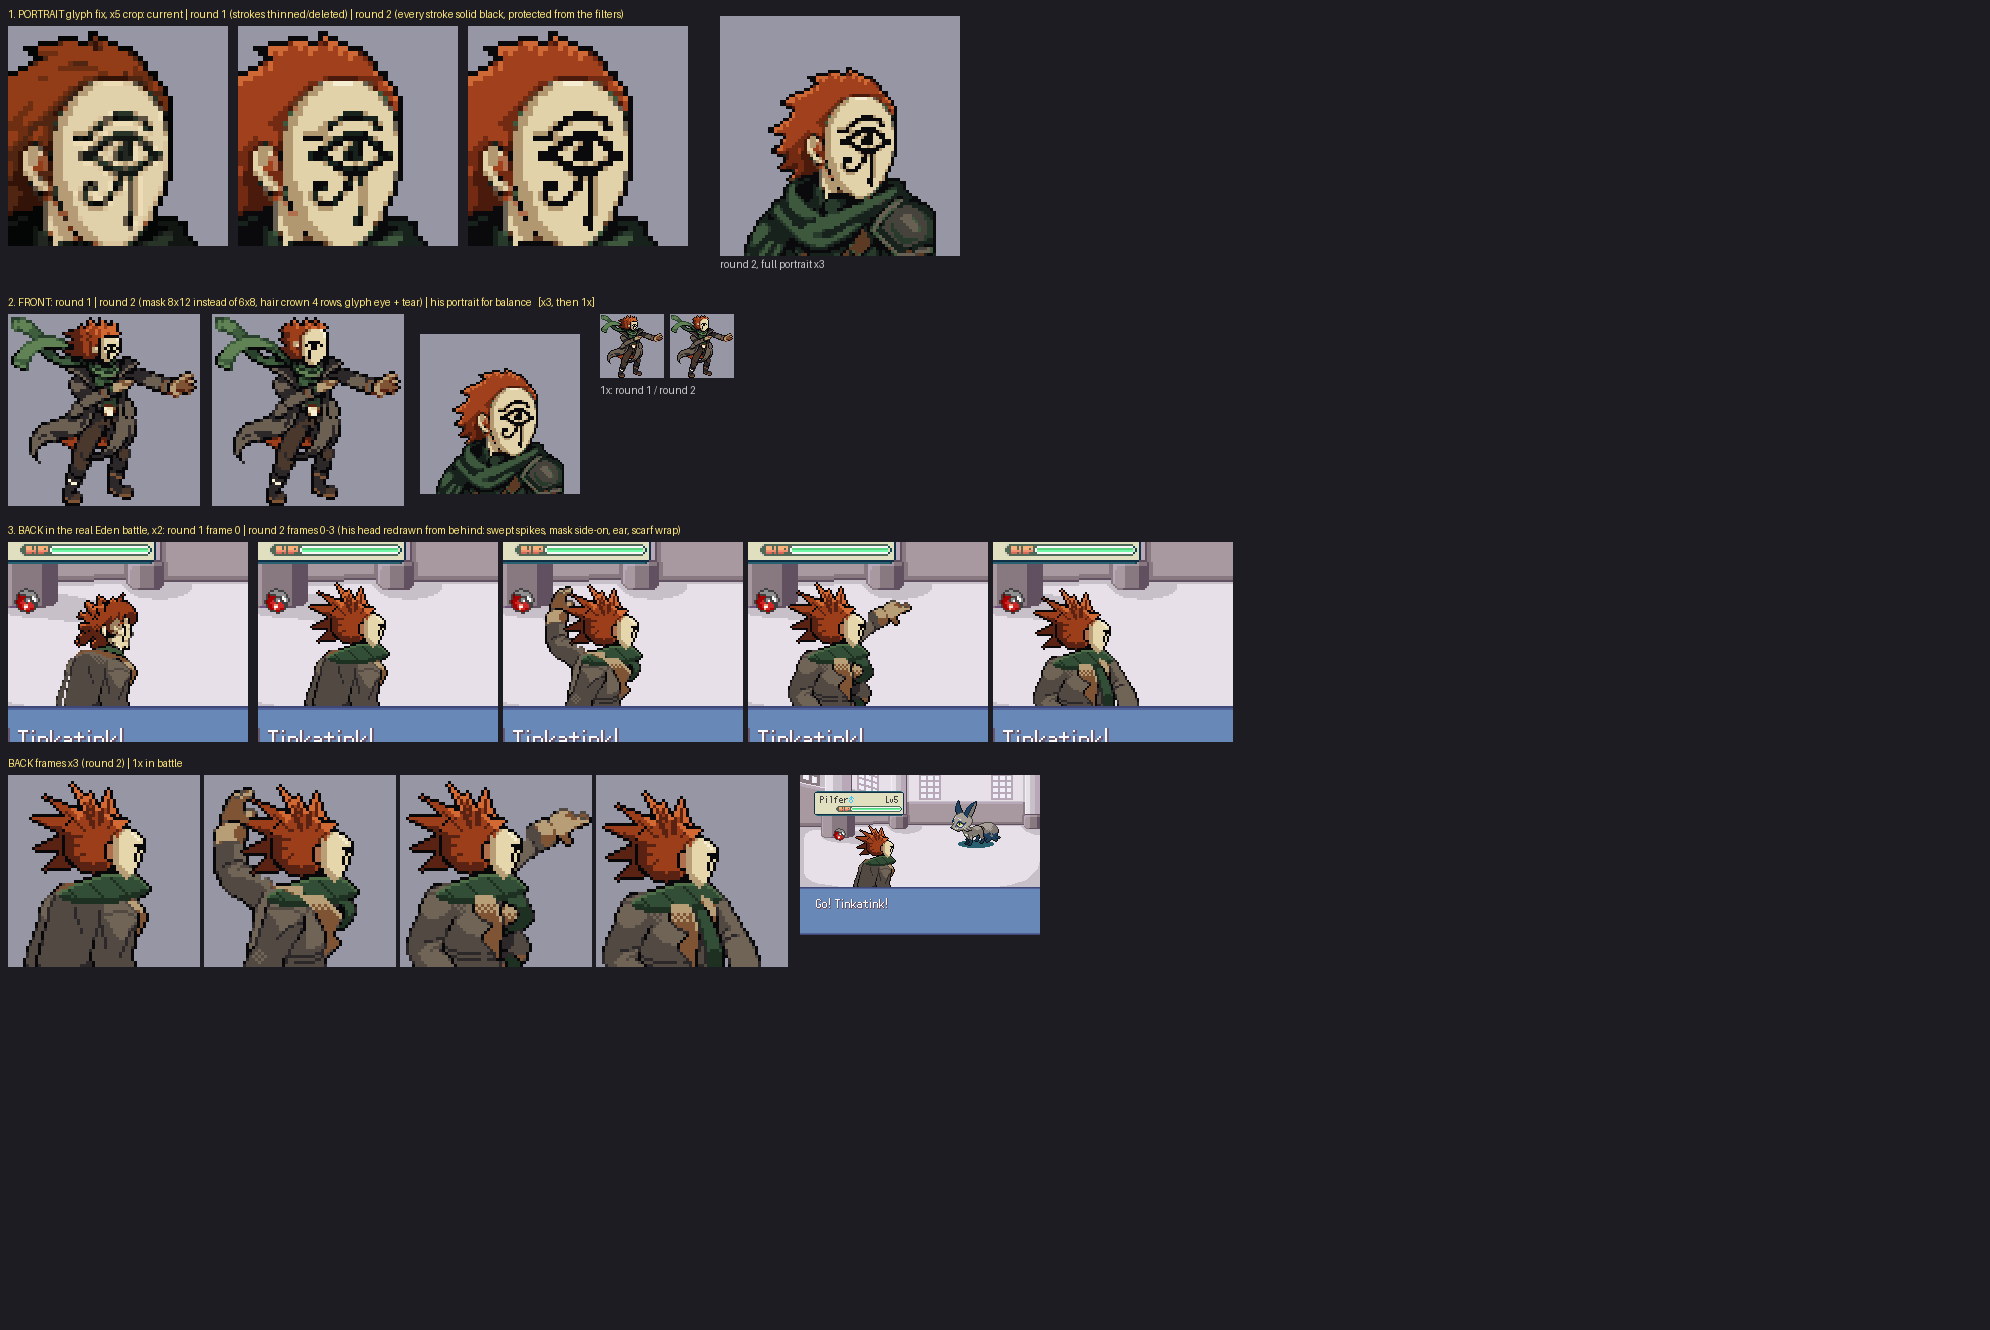 1. PORTRAIT glyph fix, x5 crop: current | round 1 (strokes thinned/deleted) | round 2 (every stroke solid black, protected from the filters)
round 2, full portrait x3
2. FRONT: round 1 | round 2 (mask 8x12 instead of 6x8, hair crown 4 rows, glyph eye + tear) | his portrait for balance [x3, then 1x]
1x: round 1 / round 2
3. BACK in the real Eden battle, x2: round 1 frame 0 | round 2 frames 0-3 (his head redrawn from behind: swept spikes, mask side-on, ear, scarf wrap)
Tinkatink!
Tinkatink!
Tinkatink!
Tinkatink!
Tinkatink!
BACK frames x3 (round 2) | 1x in battle
Pilfer♂ Lv5
Go! Tinkatink!